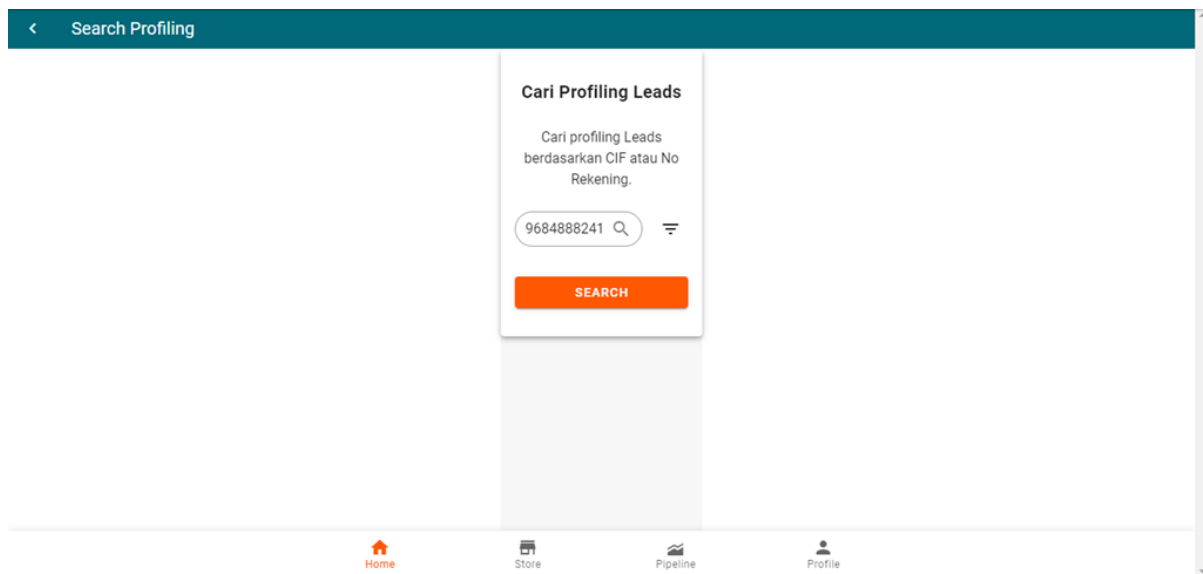 Search Profiling
Cari Profiling Leads
Cari profiling Leads
berdasarkan CIF atau No
Rekening.
9684888241
SEARCH
Home
Store
Pipeline
Profile